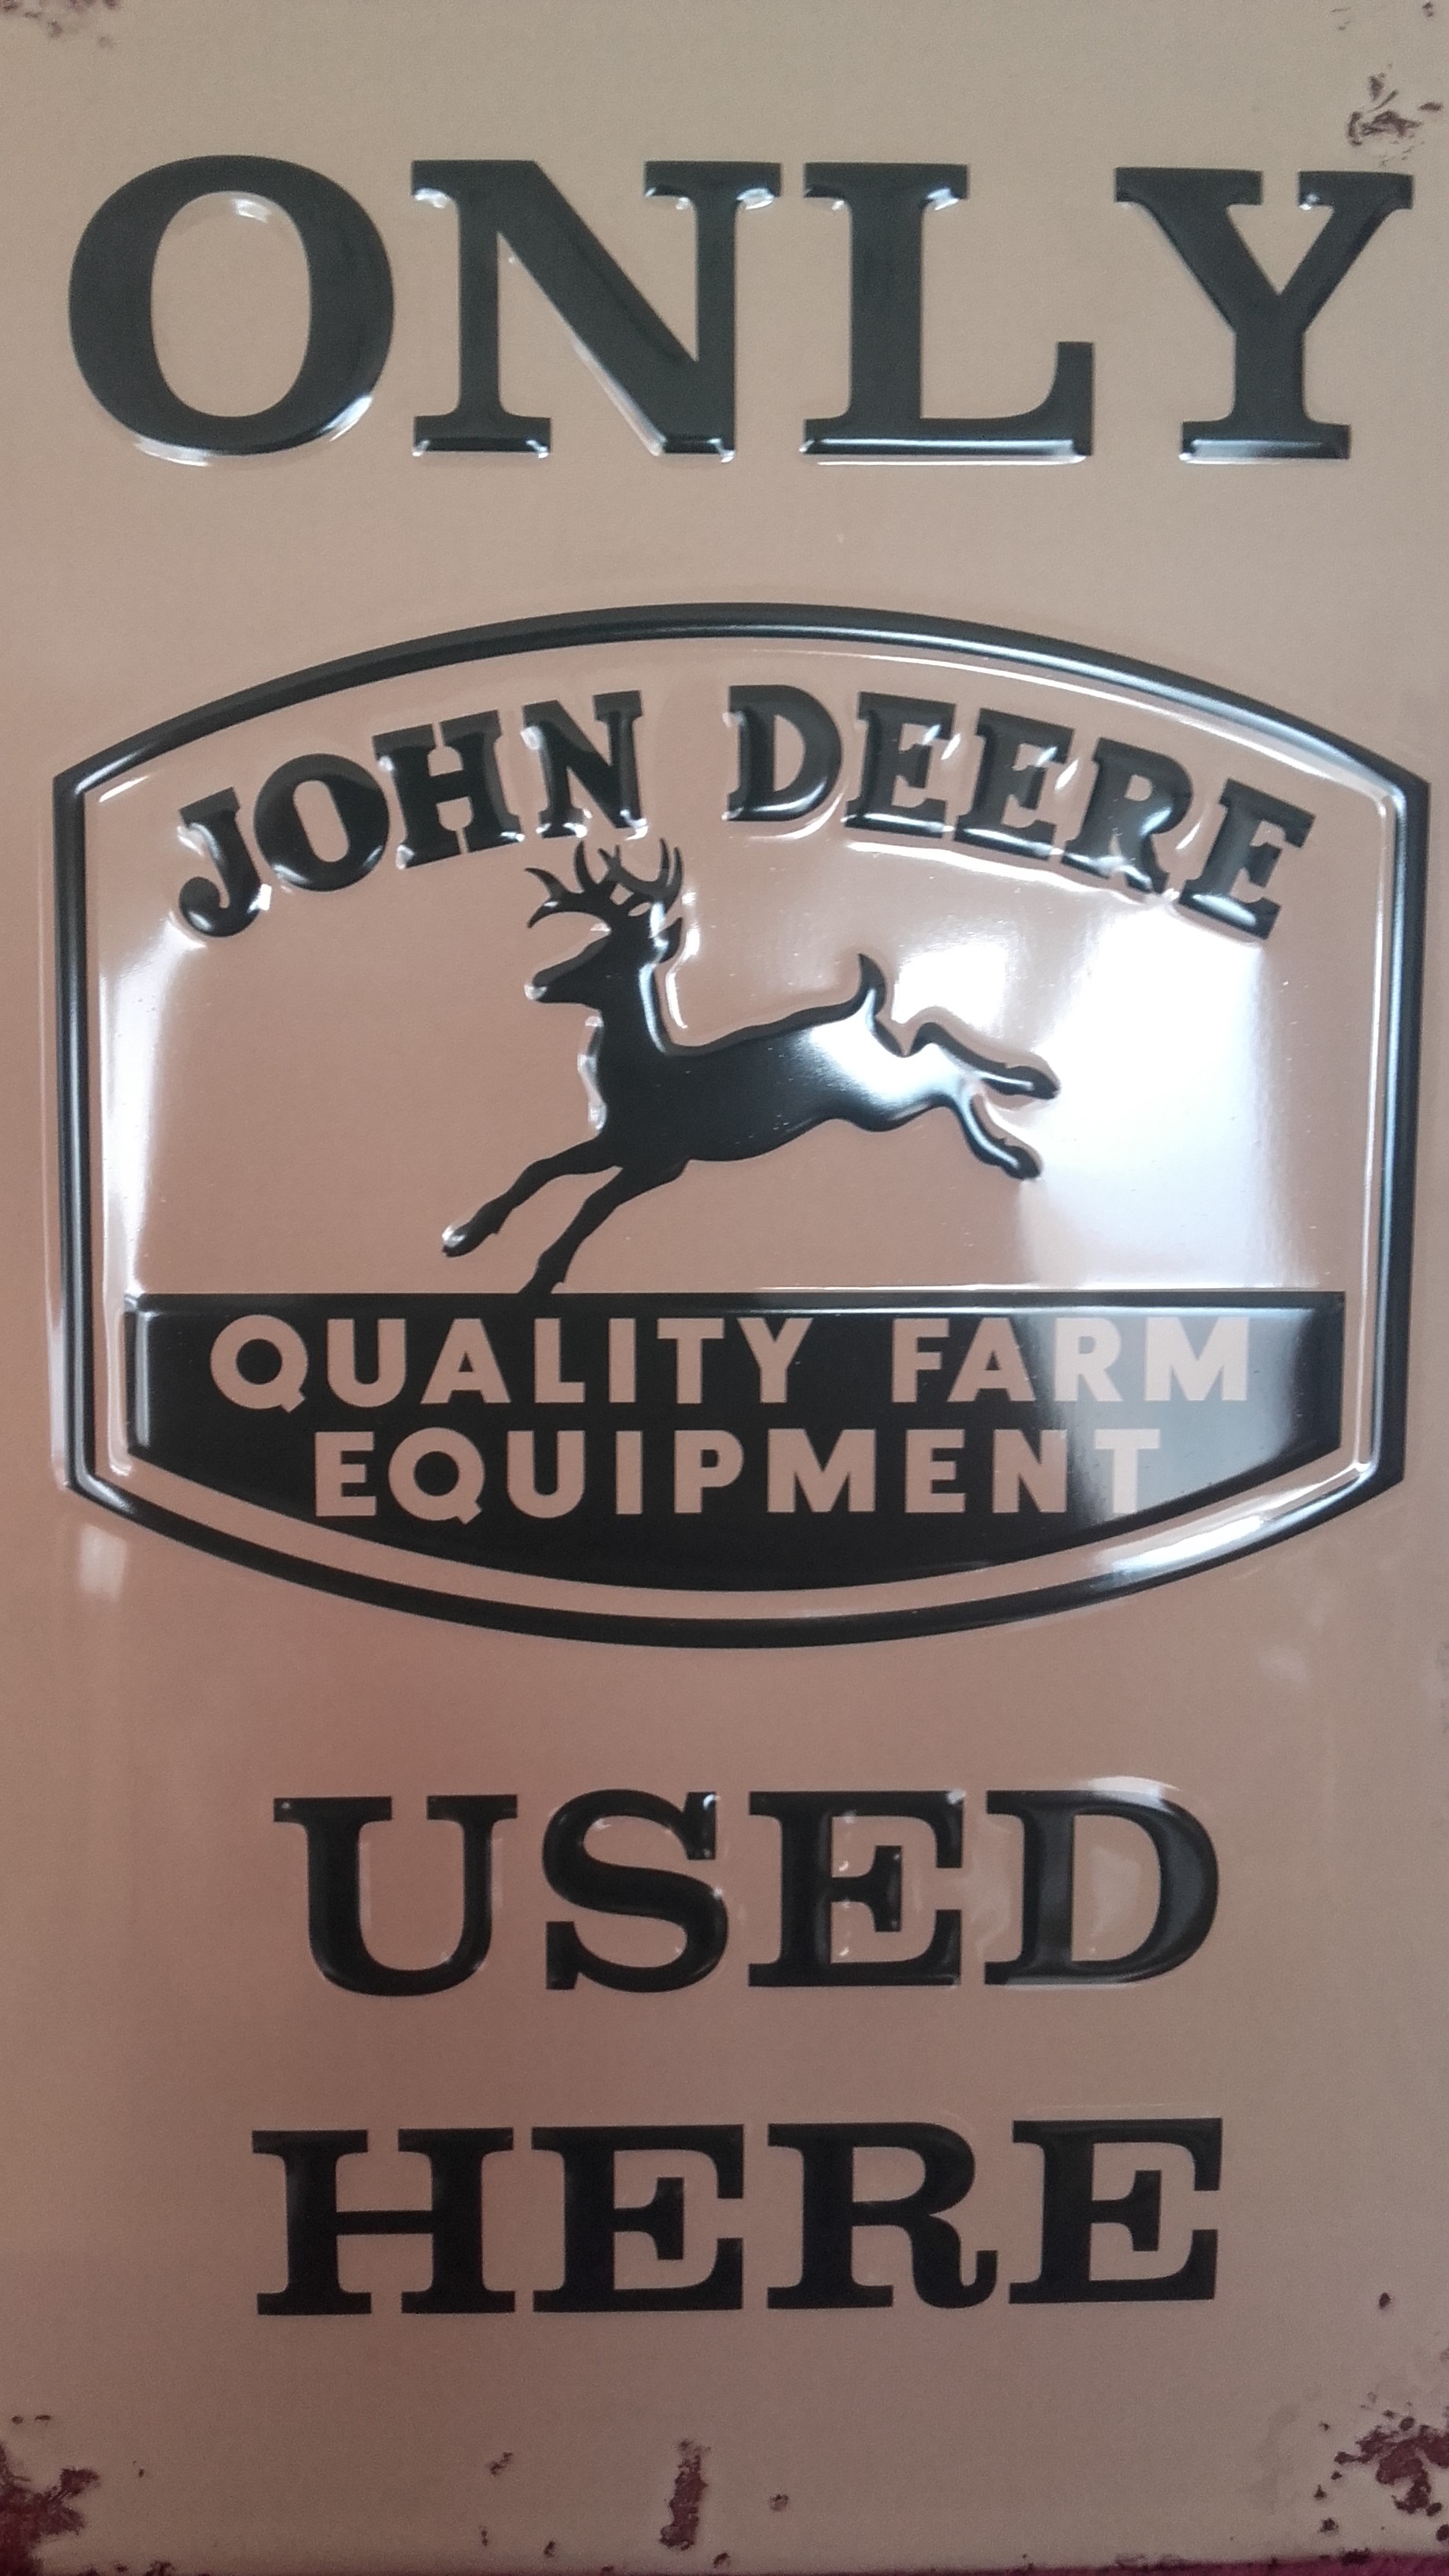 ONLY
JOHN DEERE
QUALITY FARM
EQUIPMENT
USED
HERE